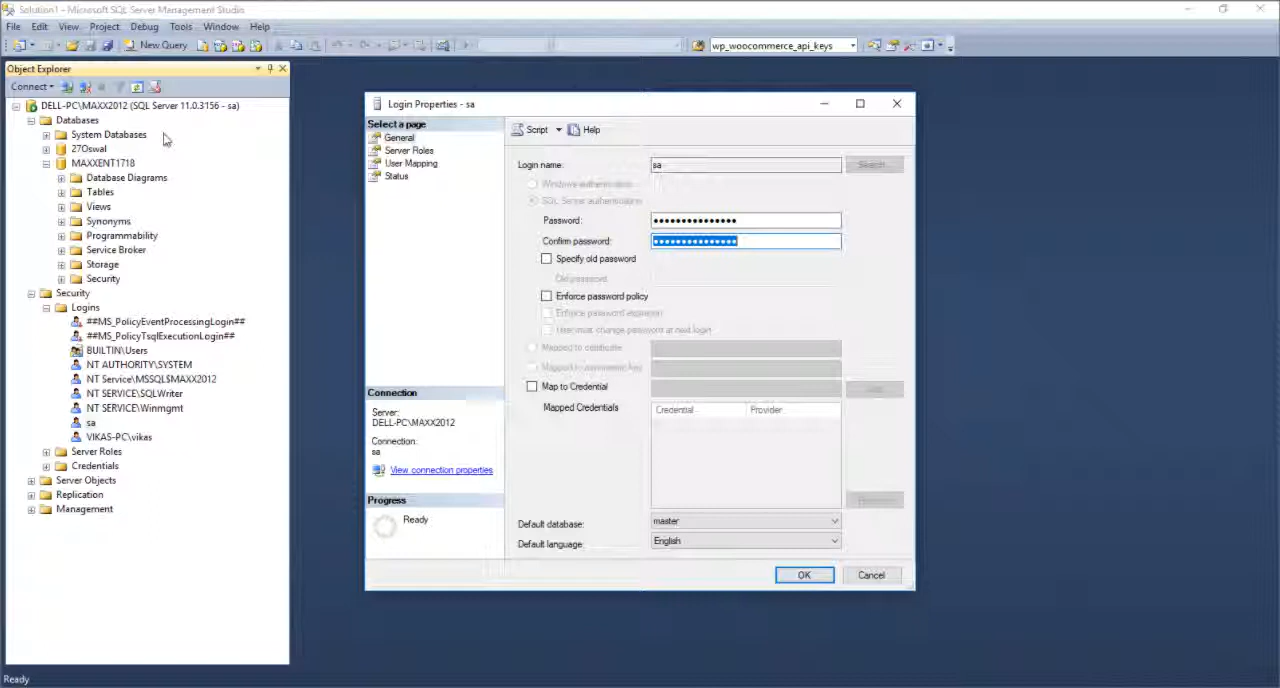 Solution1 - Microsoft SQL Server Management Studio
File Edit View Project Debug Tools Window Help
New Query
wp_woocommerce_api_keys
Object Explorer
Connect
DELL-PC\MAXX2012 (SQL Server 11.0.3156 - sa)
Databases
System Databases
27Oswal
MAXXENT1718
Database Diagrams
Tables
Views
Synonyms
Programmability
Service Broker
Storage
Security
Security
Logins
##MS_PolicyEventProcessingLogin##
##MS_PolicyTsqlExecutionLogin##
BUILTIN\Users
NT AUTHORITY\SYSTEM
NT Service\MSSQL$MAXX2012
NT SERVICE\SQLWriter
NT SERVICE\Winmgmt
sa
VIKAS-PC\vikas
Server Roles
Credentials
Server Objects
Replication
Management
Login Properties - sa
Select a page
General
Server Roles
User Mapping
Status
Connection
Server:
DELL-PC\MAXX2012
Connection:
sa
View connection properties
Progress
Ready
Script Help
Login name: sa Search...
Windows authentication
SQL Server authentication
Password: ●●●●●●●●●●●●●●●
Confirm password: ●●●●●●●●●●●●●●●
Specify old password
Old password:
Enforce password policy
Enforce password expiration
User must change password at next login
Mapped to certificate
Mapped to asymmetric key
Map to Credential
Mapped Credentials Credential Provider
Default database: master
Default language: English
OK Cancel
Ready